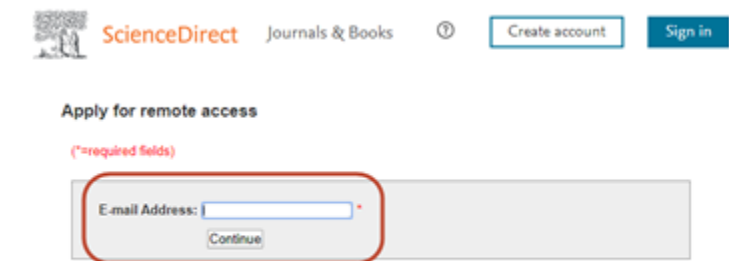 ScienceDirect Journals & Books ? Create account Sign in
Apply for remote access
(*=required fields)
E-mail Address: *
Continue